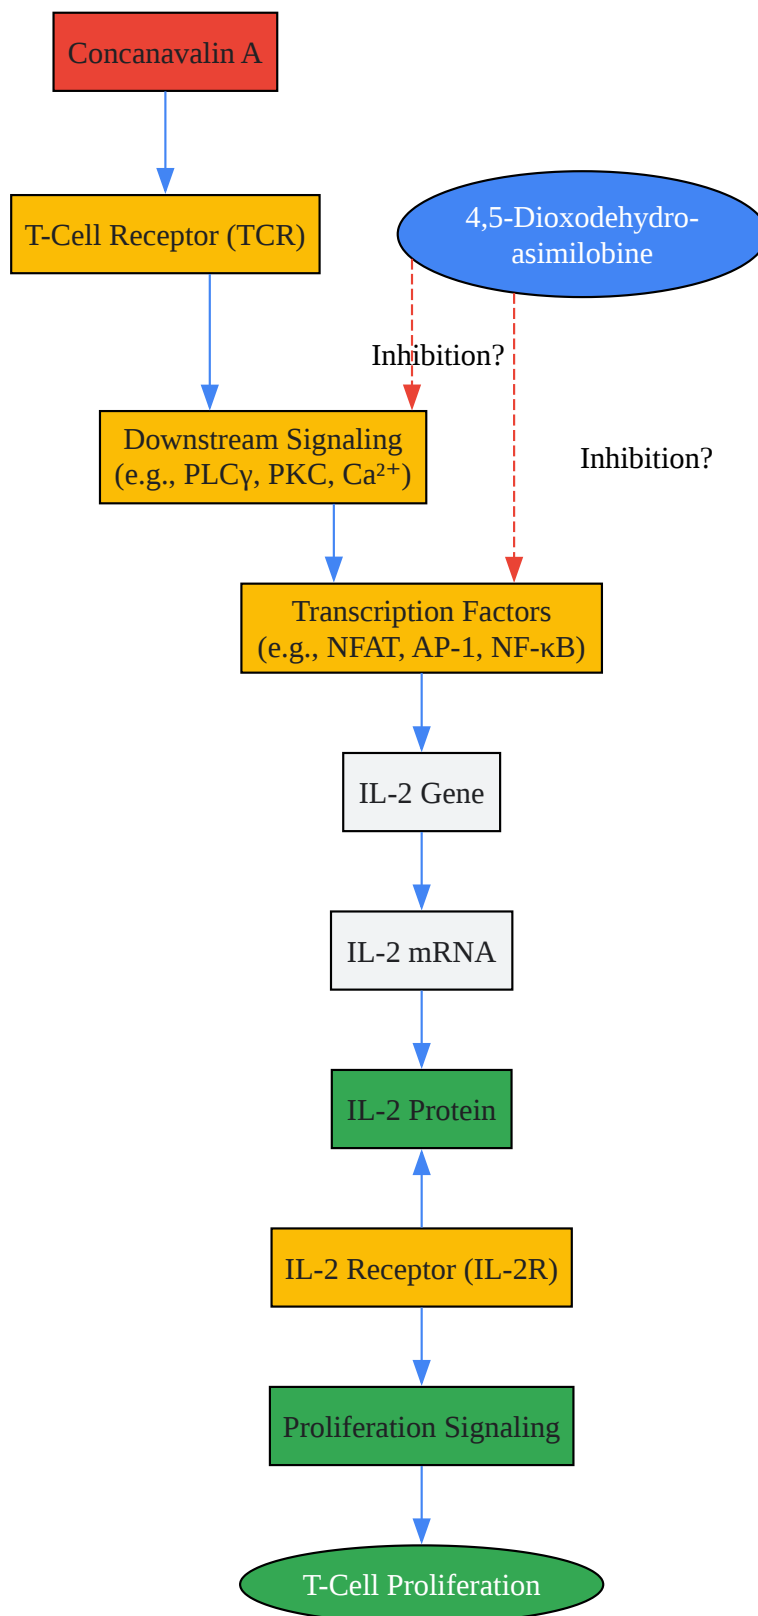 Concanavalin A
T-Cell Receptor (TCR)
4,5-Dioxodehydro-
asimilobine
Inhibition?
Downstream Signaling
(e.g., PLCγ, PKC, Ca²⁺)
Inhibition?
Transcription Factors
(e.g., NFAT, AP-1, NF-κB)
IL-2 Gene
IL-2 mRNA
IL-2 Protein
IL-2 Receptor (IL-2R)
Proliferation Signaling
T-Cell Proliferation